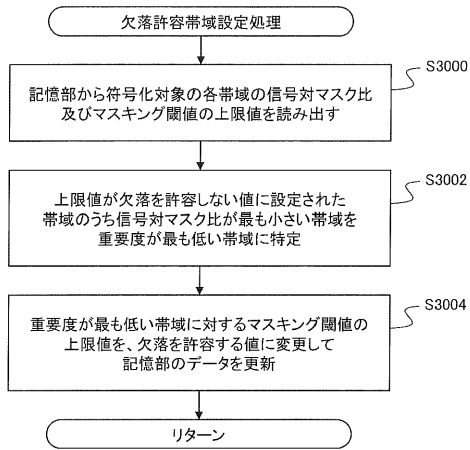 欠落許容帯域設定処理
S3000
記憶部から符号化対象の各帯域の信号対マスク比
及びマスキング閾値の上限値を読み出す
S3002
上限値が欠落を許容しない値に設定された
帯域のうち信号対マスク比が最も小さい帯域を
重要度が最も低い帯域に特定
S3004
重要度が最も低い帯域に対するマスキング閾値の
上限値を、欠落を許容する値に変更して
記憶部のデータを更新
リターン